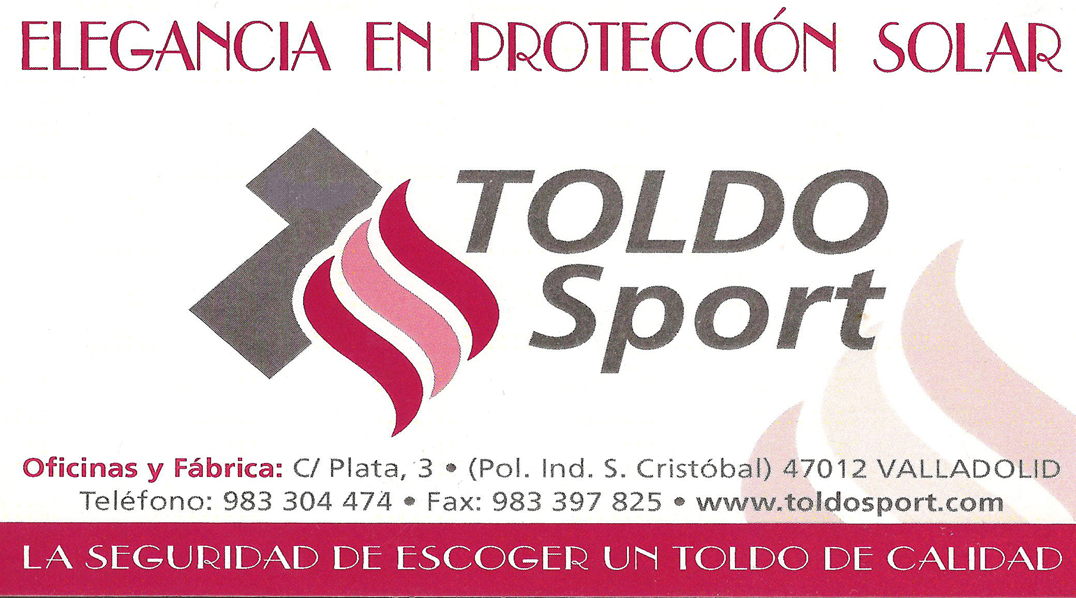 ELEGANCIA EN PROTECCIÓN SOLAR
TOLDO
Sport
Oficinas y Fábrica: C/ Plata, 3 • (Pol. Ind. S. Cristóbal) 47012 VALLADOLID
Teléfono: 983 304 474 • Fax: 983 397 825 • www.toldosport.com
LA SEGURIDAD DE ESCOGER UN TOLDO DE CALIDAD